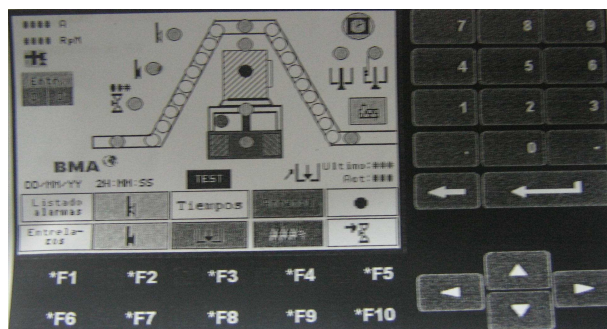 #### A
#### RpM
Entr.
***
BMA
TEST
Ultimo:###
Act:###
DD/MM/YY 2H:MM:SS
Listado alarmas
Tiempos
Entrela-
zos
*F1 *F2 *F3 *F4 *F5
*F6 *F7 *F8 *F9 *F10
7 8 9
4 5 6
1 2 3
. 0 -